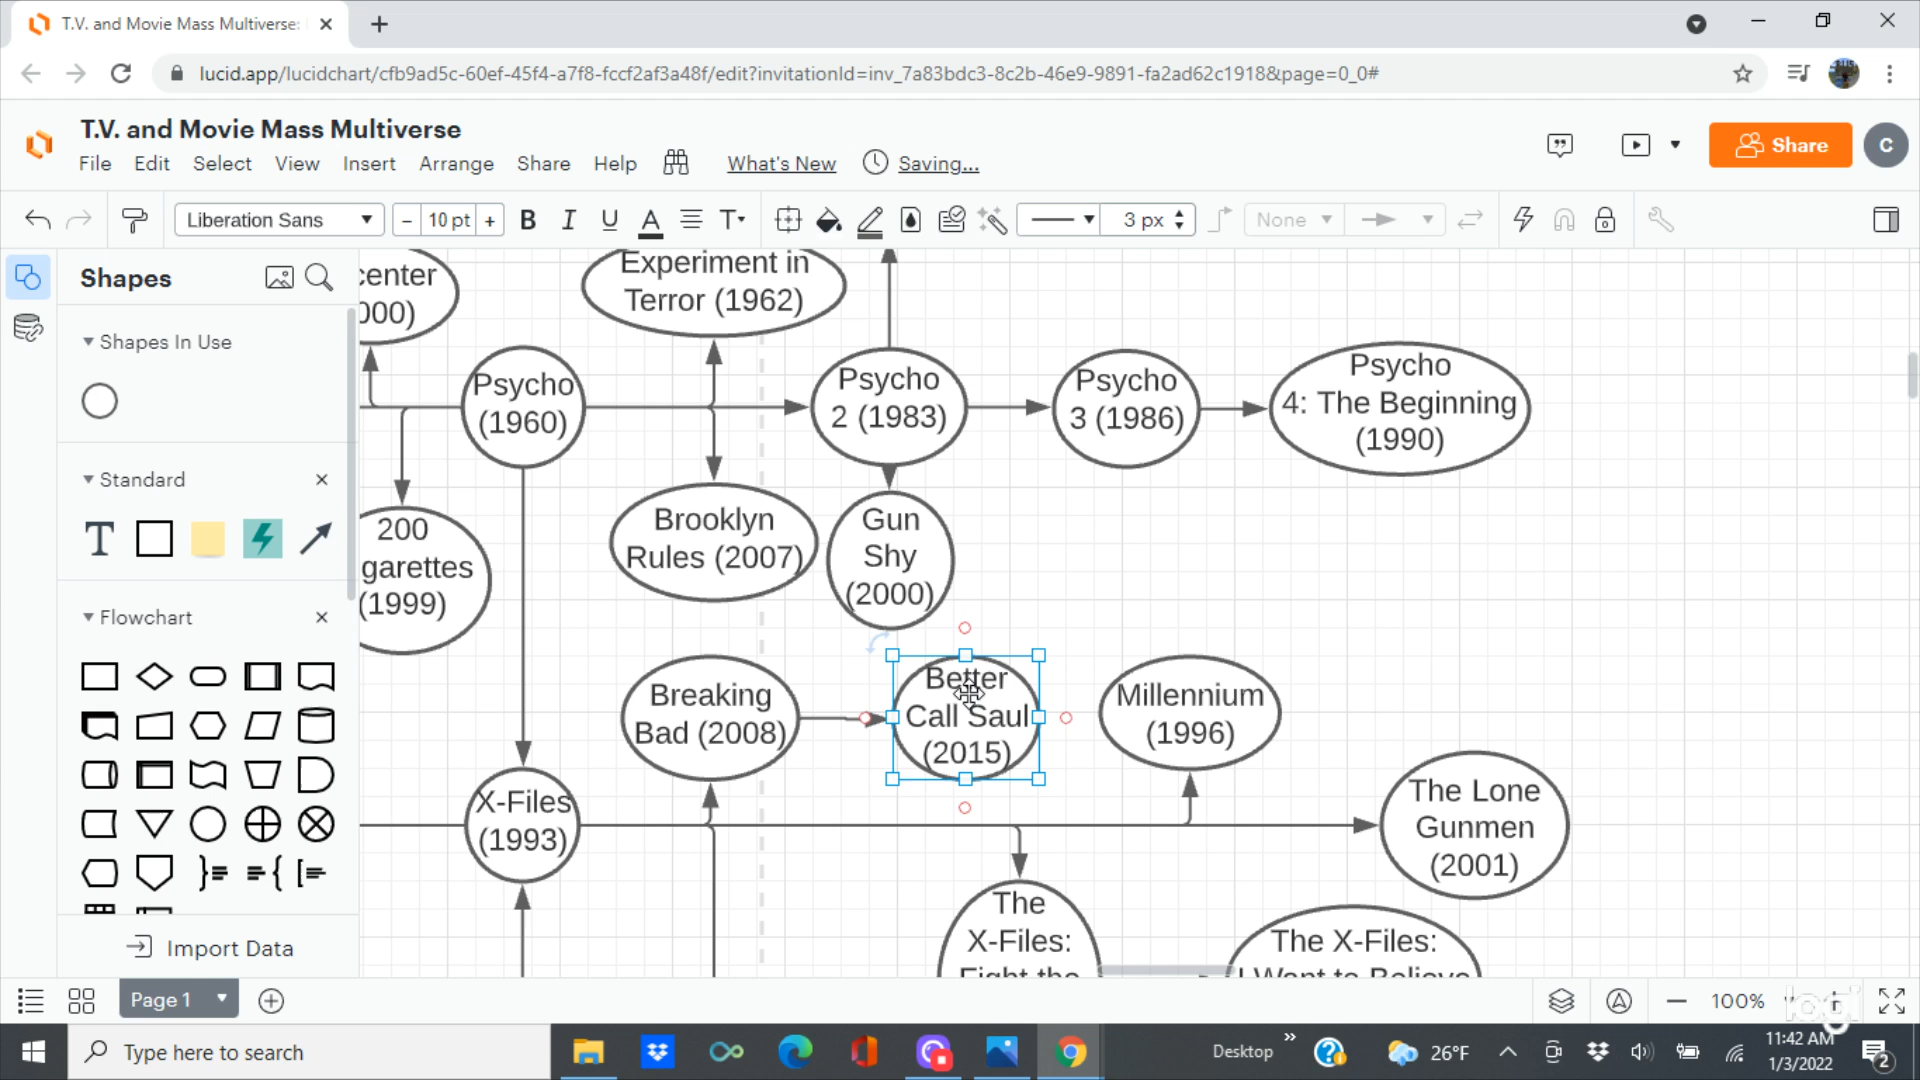 T.V. and Movie Mass Multiverse:
lucid.app/lucidchart/cfb9ad5c-60ef-45f4-a7f8-fccf2af3a48f/edit?invitationId=inv_7a83bdc3-8c2b-46e9-9891-fa2ad62c1918&page=0_0#
T.V. and Movie Mass Multiverse
File Edit Select View Insert Arrange Share Help What's New Saving...
Share
C
Liberation Sans
- 10 pt +
B I U A T
3 px
None
Shapes
Shapes In Use
Standard
T
Flowchart
Import Data
center
000)
Experiment in
Terror (1962)
Psycho
(1960)
Psycho
2 (1983)
Psycho
3 (1986)
Psycho
4: The Beginning
(1990)
200
garettes
(1999)
Brooklyn
Rules (2007)
Gun
Shy
(2000)
Breaking
Bad (2008)
Better
Call Saul
(2015)
Millennium
(1996)
X-Files
(1993)
The Lone
Gunmen
(2001)
The
X-Files:
Fight the
The X-Files:
I Want to Believe
Page 1
100%
logi
Type here to search
Desktop
26°F
11:42 AM
1/3/2022
2